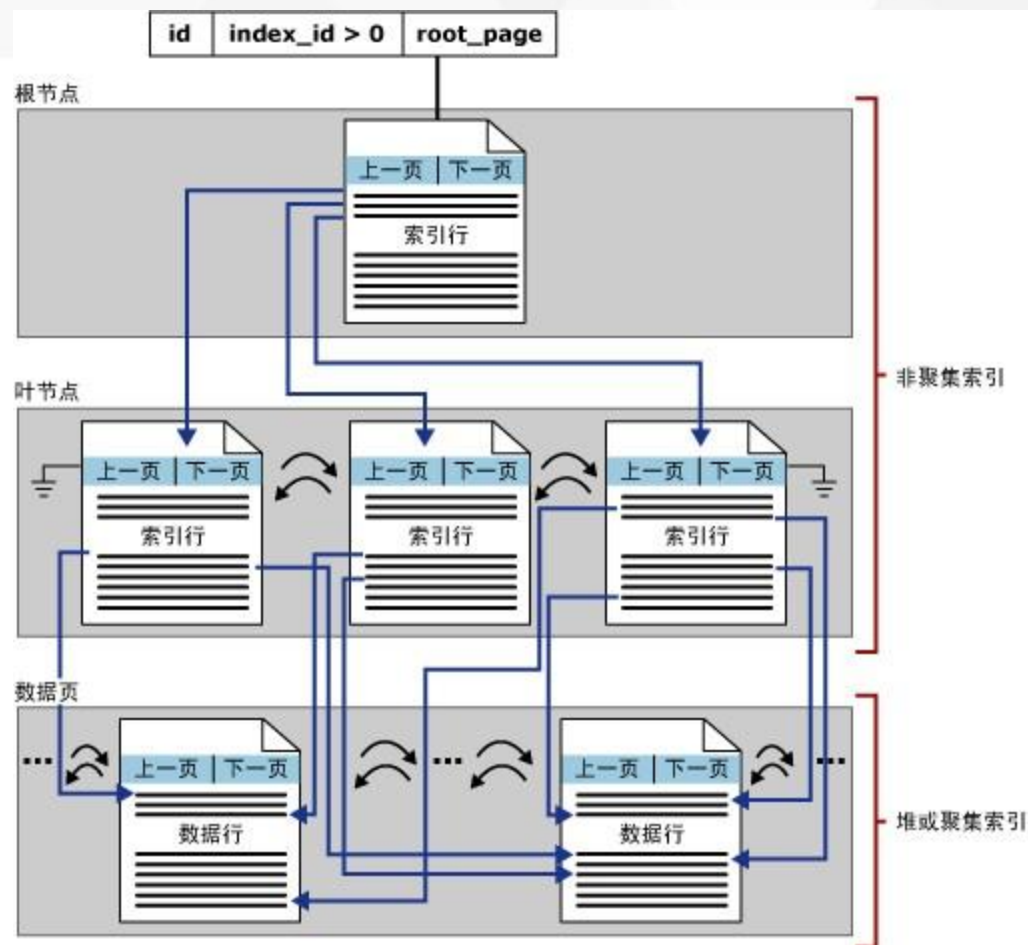 id index_id > 0 root_page
根节点
上一页 下一页
索引行
非聚集索引
叶节点
上一页 下一页 上一页 下一页 上一页 下一页
索引行 索引行 索引行
数据页
... ... ...
上一页 下一页 上一页 下一页
数据行 数据行
堆或聚集索引